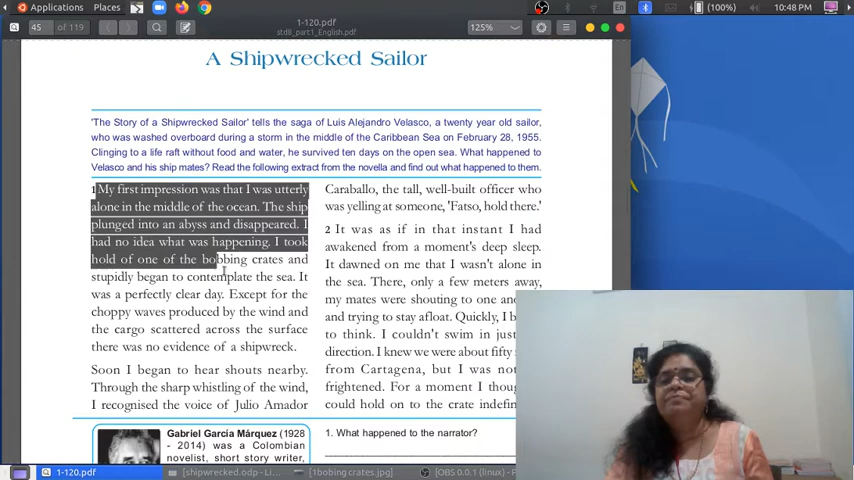 Applications Places En (100%) 10:48 PM
45 of 119 1-120.pdf 125%
std8_part1_English.pdf
A Shipwrecked Sailor
'The Story of a Shipwrecked Sailor' tells the saga of Luis Alejandro Velasco, a twenty year old sailor,
who was washed overboard during a storm in the middle of the Caribbean Sea on February 28, 1955.
Clinging to a life raft without food and water, he survived ten days on the open sea. What happened to
Velasco and his ship mates? Read the following extract from the novella and find out what happened to them.
1 My first impression was that I was utterly
alone in the middle of the ocean. The ship
plunged into an abyss and disappeared. I
had no idea what was happening. I took
hold of one of the bobbing crates and
stupidly began to contemplate the sea. It
was a perfectly clear day. Except for the
choppy waves produced by the wind and
the cargo scattered across the surface
there was no evidence of a shipwreck.
Soon I began to hear shouts nearby.
Through the sharp whistling of the wind,
I recognised the voice of Julio Amador
Caraballo, the tall, well-built officer who
was yelling at someone, 'Fatso, hold there.'
2 It was as if in that instant I had
awakened from a moment's deep sleep.
It dawned on me that I wasn't alone in
the sea. There, only a few meters away,
my mates were shouting to one an
and trying to stay afloat. Quickly, I b
to think. I couldn't swim in just
direction. I knew we were about fifty
from Cartagena, but I was no
frightened. For a moment I thoug
could hold on to the crate indefin
Gabriel García Márquez (1928
- 2014) was a Colombian
novelist, short story writer,
1. What happened to the narrator?
1-120.pdf [shipwrecked.odp - Li... [1bobing crates.jpg] [OBS 0.0.1 (linux) - P...